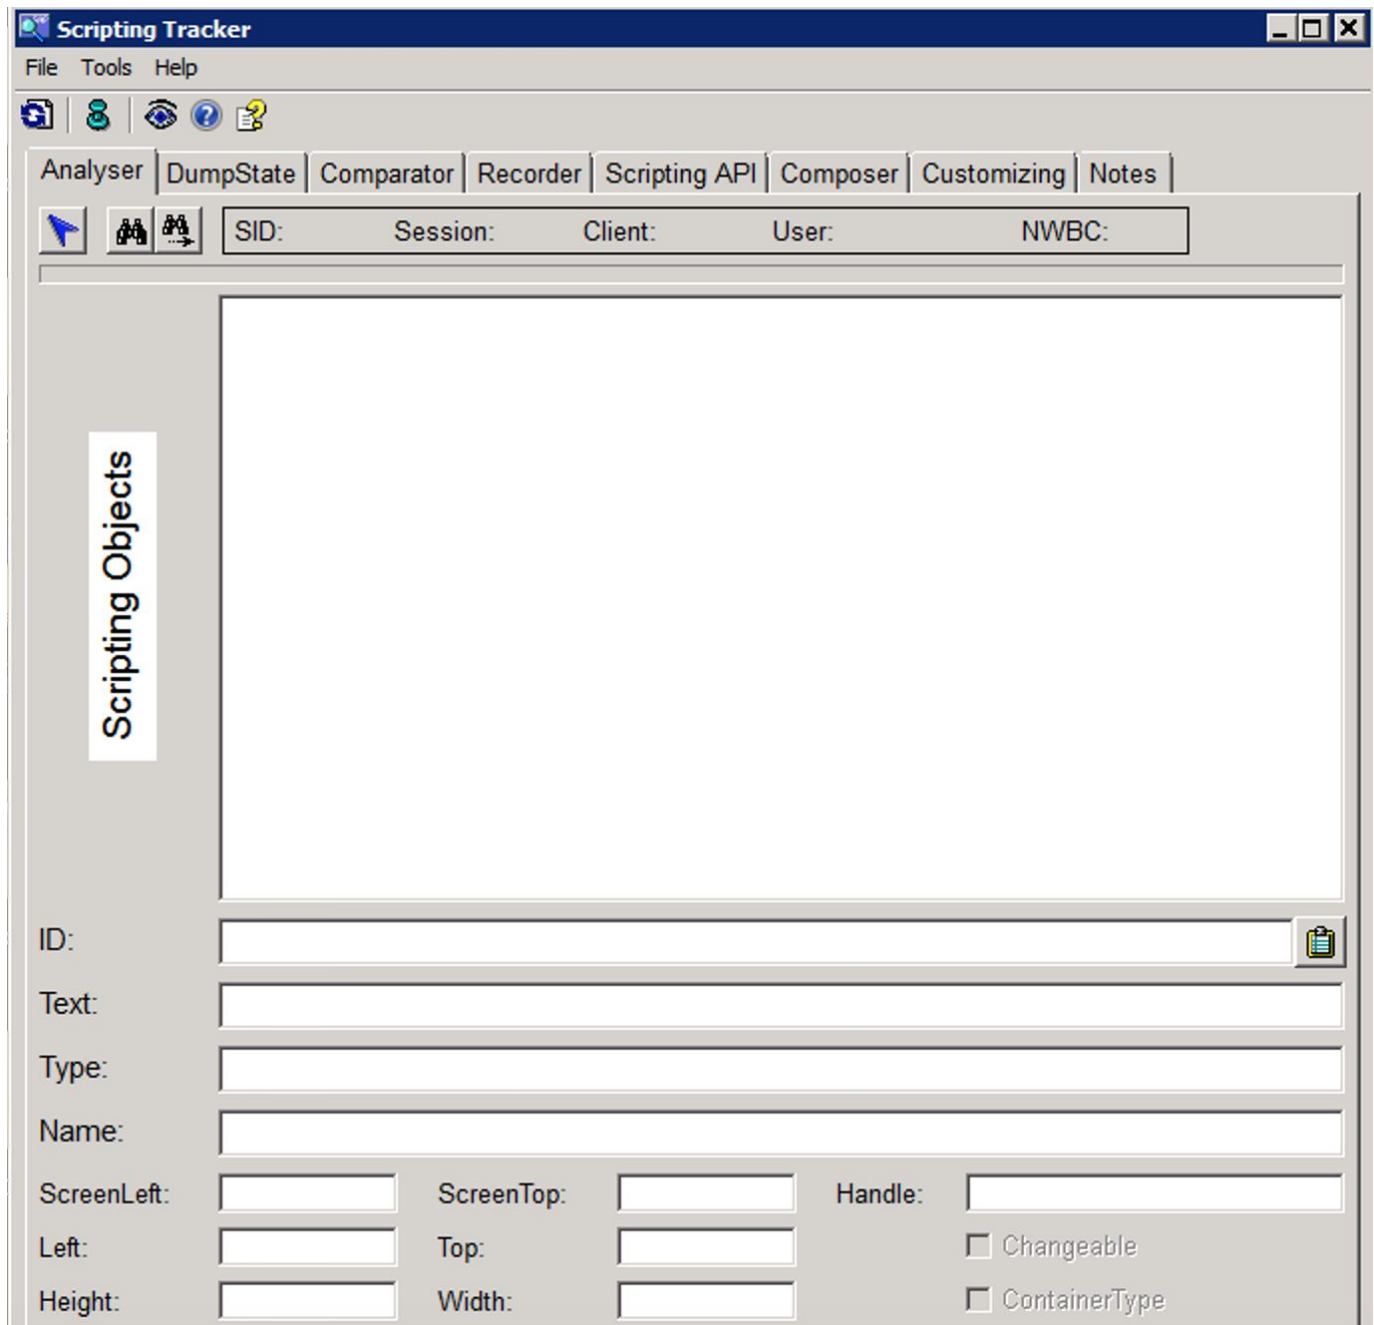 Scripting Tracker
File Tools Help
Analyser DumpState Comparator Recorder Scripting API Composer Customizing Notes
SID: Session: Client: User: NWBC:
Scripting Objects
ID:
Text:
Type:
Name:
ScreenLeft: ScreenTop: Handle:
Left: Top: Changeable
Height: Width: ContainerType